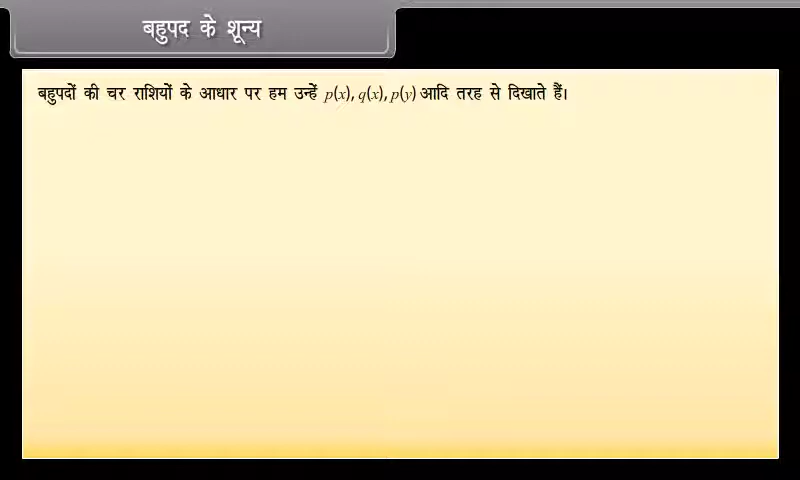 बहुपद के शून्य
बहुपदों की चर राशियों के आधार पर हम उन्हें p(x), q(x), p(y) आदि तरह से दिखाते हैं।